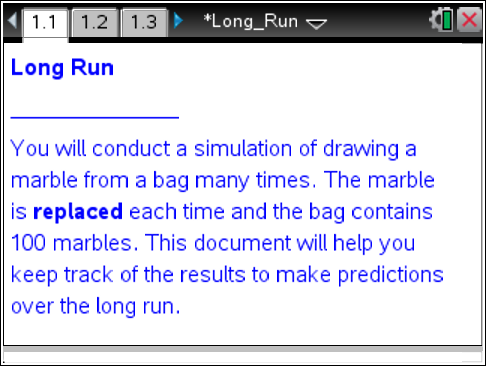 1.1 1.2 1.3 *Long_Run
Long Run
You will conduct a simulation of drawing a
marble from a bag many times. The marble
is replaced each time and the bag contains
100 marbles. This document will help you
keep track of the results to make predictions
over the long run.